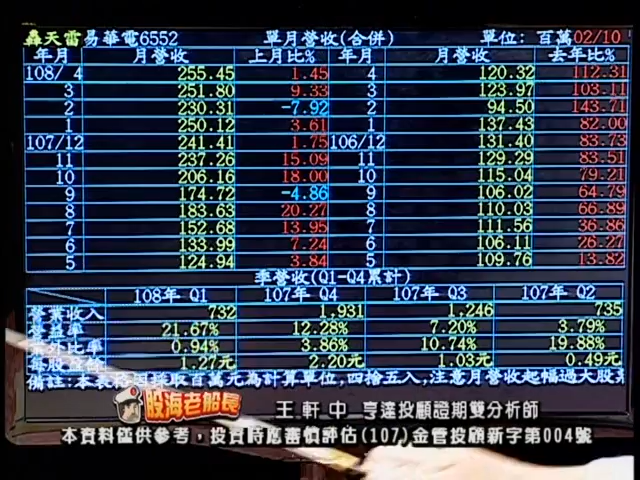 轟天雷易華電6552 單月營收(合併) 單位: 百萬02/10
年月 月營收 上月比% 年月 月營收 去年比%
108/ 4 255.45 1.45 4 120.32 112.31
3 251.80 9.33 3 123.97 103.11
2 230.31 -7.92 2 94.50 143.71
1 250.12 3.61 1 137.43 82.00
107/12 241.41 1.75 106/12 131.40 83.73
11 237.26 15.09 11 129.29 83.51
10 206.16 18.00 10 115.04 79.21
9 174.72 -4.86 9 106.02 64.79
8 183.63 20.27 8 110.03 66.89
7 152.68 13.95 7 111.56 36.86
6 133.99 7.24 6 106.11 26.27
5 124.94 3.84 5 109.76 13.82
季營收(Q1-Q4累計)
108年 Q1 107年 Q4 107年 Q3 107年 Q2
營業收入 732 1,931 1,246 735
營益率 21.67% 12.28% 7.20% 3.79%
業外比率 0.94% 3.86% 10.74% 19.88%
每股盈餘 1.27元 2.20元 1.03元 0.49元
備註:本表 採取百萬元為計算單位,四捨五入,注意月營收起幅過大股
股海老船長 王軒中 亨達投顧證期雙分析師
本資料僅供參考,投資時應審慎評估(107)金管投顧新字第004號